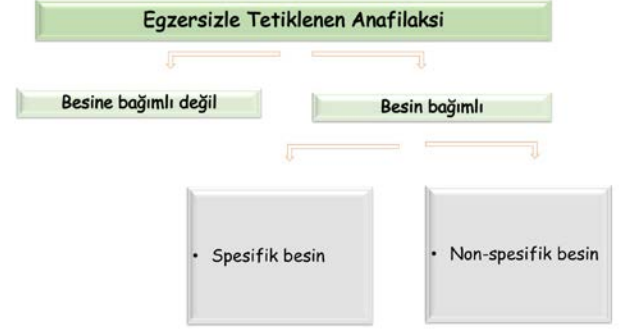 Egzersizle Tetiklenen Anafilaksi
Besine bağımlı değil
Besin bağımlı
• Spesifik besin
• Non-spesifik besin